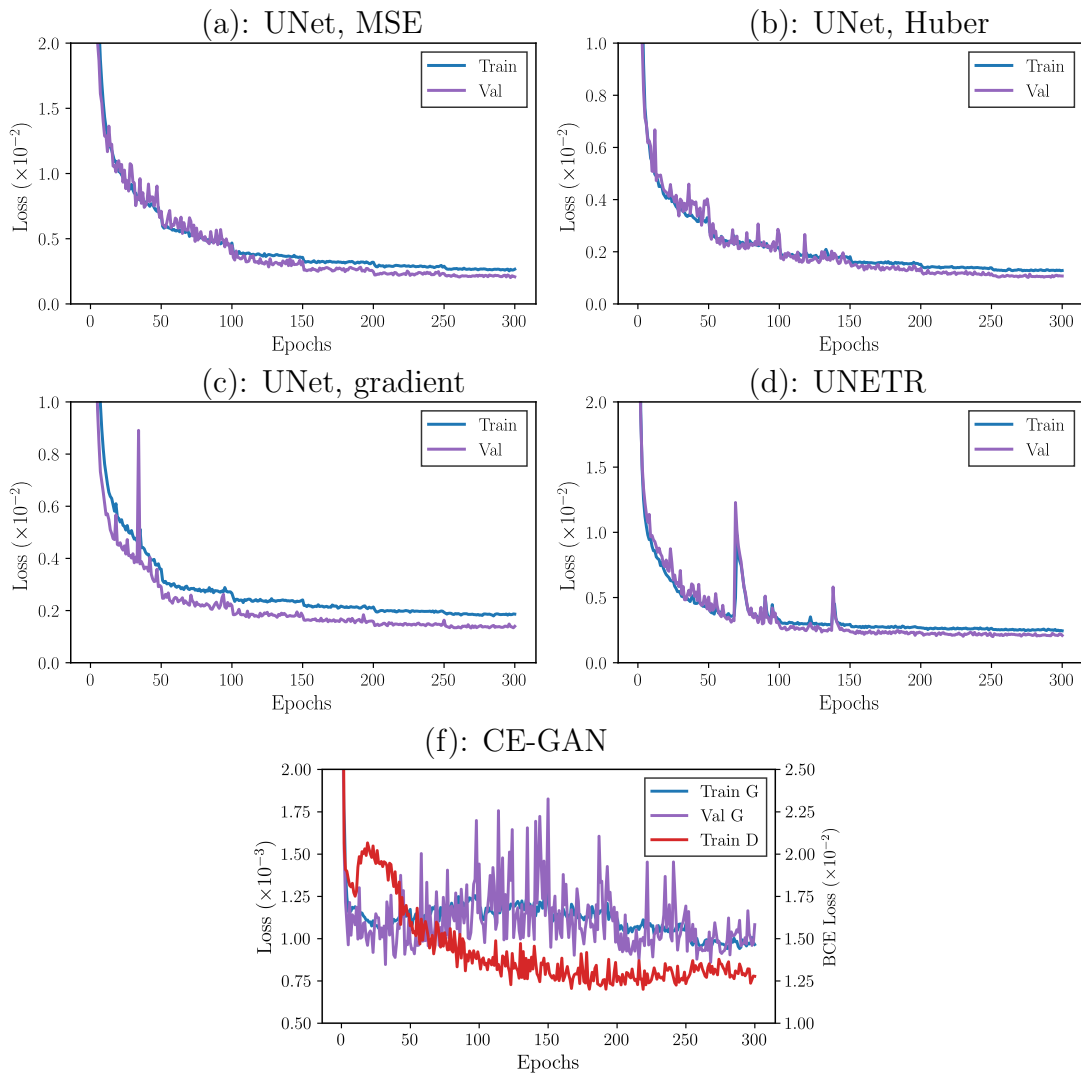 (a): UNet, MSE
2.0
1.5
1.0
0.5
0.0
Loss (×10⁻²)
Train
Val
0 50 100 150 200 250 300
Epochs
(b): UNet, Huber
1.0
0.8
0.6
0.4
0.2
0.0
Loss (×10⁻²)
Train
Val
0 50 100 150 200 250 300
Epochs
(c): UNet, gradient
1.0
0.8
0.6
0.4
0.2
0.0
Loss (×10⁻²)
Train
Val
0 50 100 150 200 250 300
Epochs
(d): UNETR
2.0
1.5
1.0
0.5
0.0
Loss (×10⁻²)
Train
Val
0 50 100 150 200 250 300
Epochs
(f): CE-GAN
2.00
1.75
1.50
1.25
1.00
0.75
0.50
Loss (×10⁻³)
Train G
Val G
Train D
2.50
2.25
2.00
1.75
1.50
1.25
1.00
BCE Loss (×10⁻²)
0 50 100 150 200 250 300
Epochs